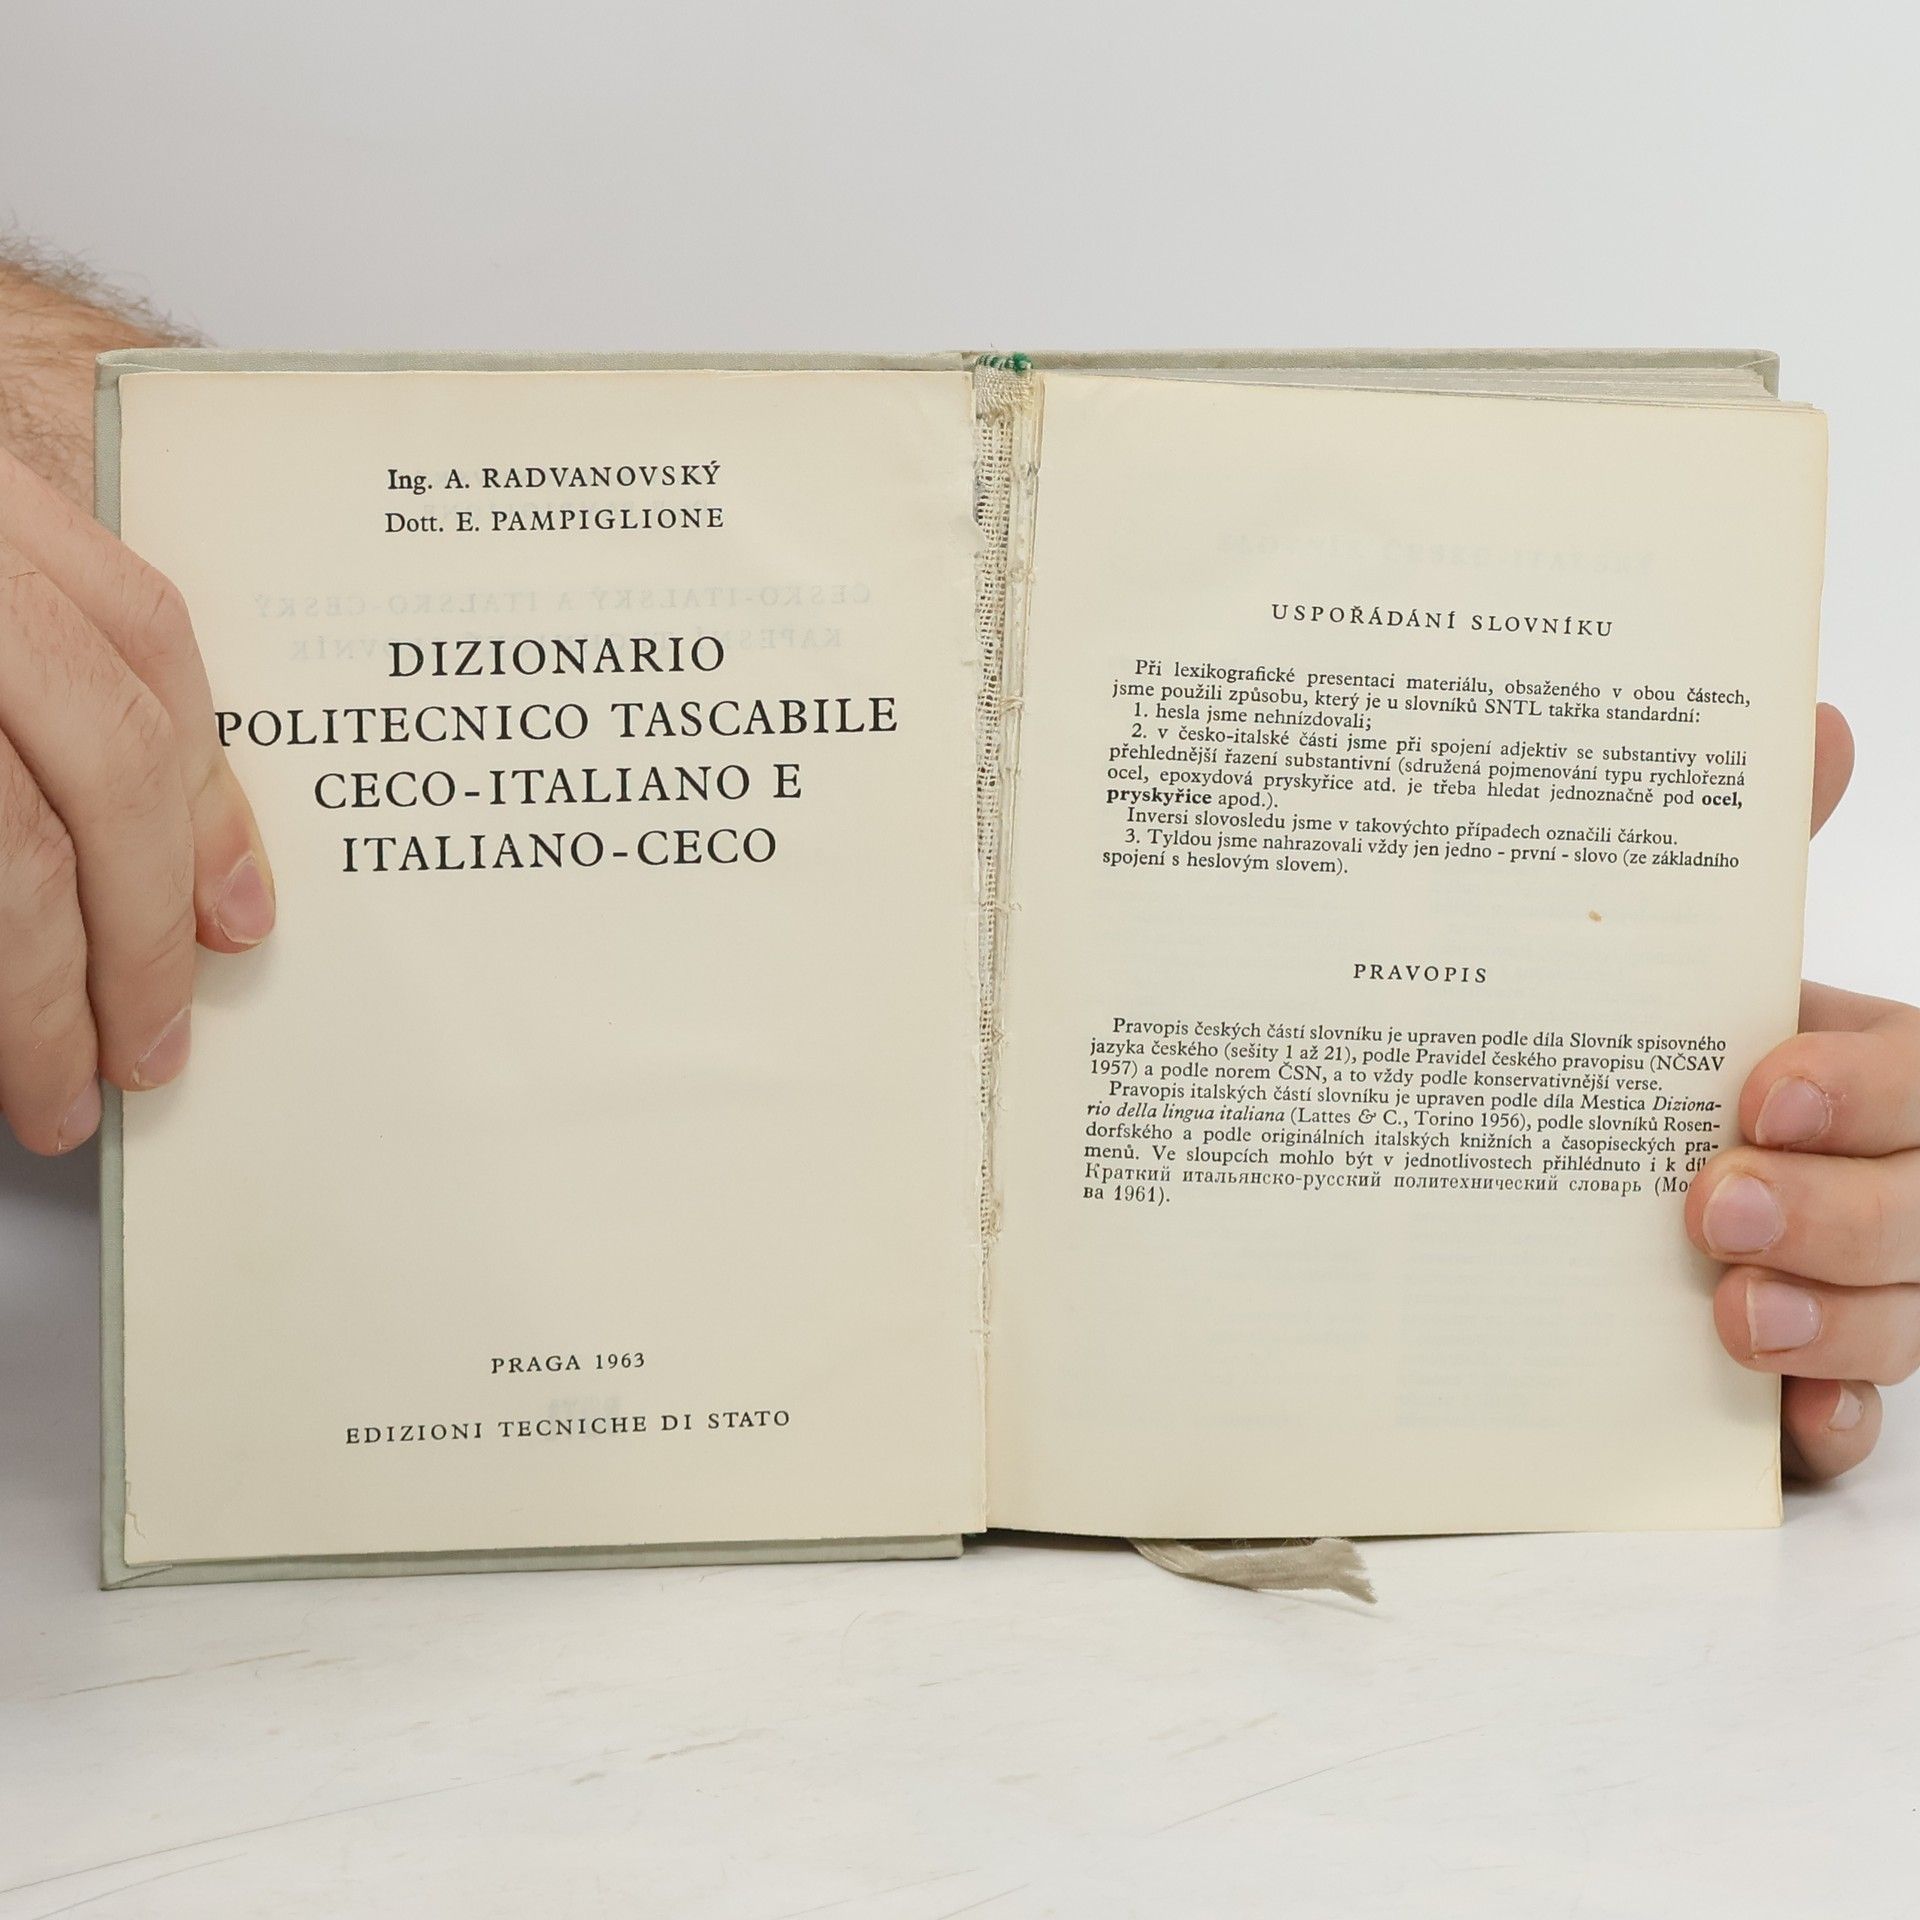 Ing. A. RADVANOVSKÝ
Dott. E. PAMPIGLIONE
DIZIONARIO
POLITECNICO TASCABILE
CECO-ITALIANO E
ITALIANO-CECO
PRAGA 1963
EDIZIONI TECNICHE DI STATO
USPOŘÁDÁNÍ SLOVNÍKU
Při lexikografické presentaci materiálu, obsaženého v obou částech,
jsme použili způsobu, který je u slovníků SNTL takřka standardní:
1. hesla jsme nehnízdovali;
2. v česko-italské části jsme při spojení adjektiv se substantivy volili
přehlednější řazení substantivní (sdružená pojmenování typu rychlořezná
ocel, epoxydová pryskyřice atd. je třeba hledat jednoznačně pod ocel,
pryskyřice apod.).
Inversi slovosledu jsme v takovýchto případech označili čárkou.
3. Tyldou jsme nahrazovali vždy jen jedno - první - slovo (ze základního
spojení s heslovým slovem).
PRAVOPIS
Pravopis českých částí slovníku je upraven podle díla Slovník spisovného
jazyka českého (sešity 1 až 21), podle Pravidel českého pravopisu (NČSAV
1957) a podle norem ČSN, a to vždy podle konservativnější verse.
Pravopis italských částí slovníku je upraven podle díla Mestica Diziona-
rio della lingua italiana (Lattes & C., Torino 1956), podle slovníků Rosen-
dorfského a podle originálních italských knižních a časopiseckých pra-
menů. Ve sloupcích mohlo být v jednotlivostech přihlédnuto i k
Краткий итальянско-русский политехнический словарь
ва 1961).